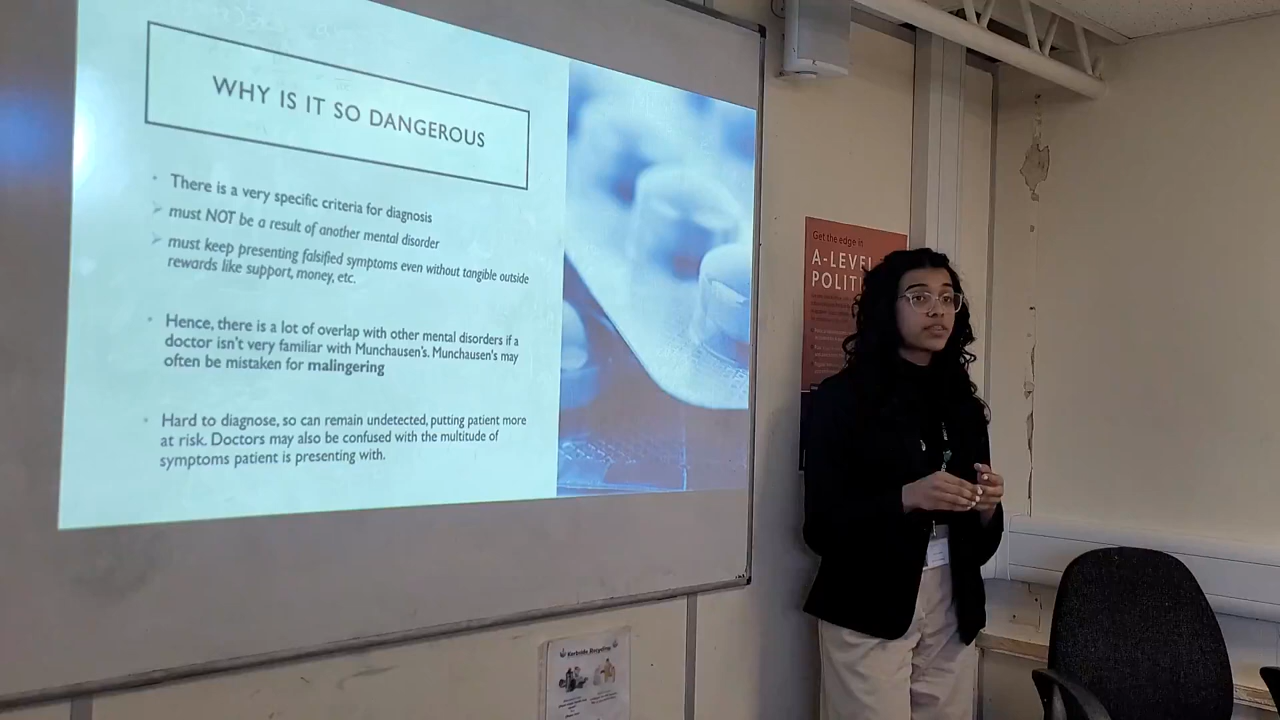 WHY IS IT SO DANGEROUS
• There is a very specific criteria for diagnosis
➢ must NOT be a result of another mental disorder
➢ must keep presenting falsified symptoms even without tangible outside
rewards like support, money, etc.
• Hence, there is a lot of overlap with other mental disorders if a
doctor isn't very familiar with Munchausen's. Munchausen's may
often be mistaken for malingering
• Hard to diagnose, so can remain undetected, putting patient more
at risk. Doctors may also be confused with the multitude of
symptoms patient is presenting with.
Get the edge in
A-LEVEL
POLITI
Kerbside Recycling